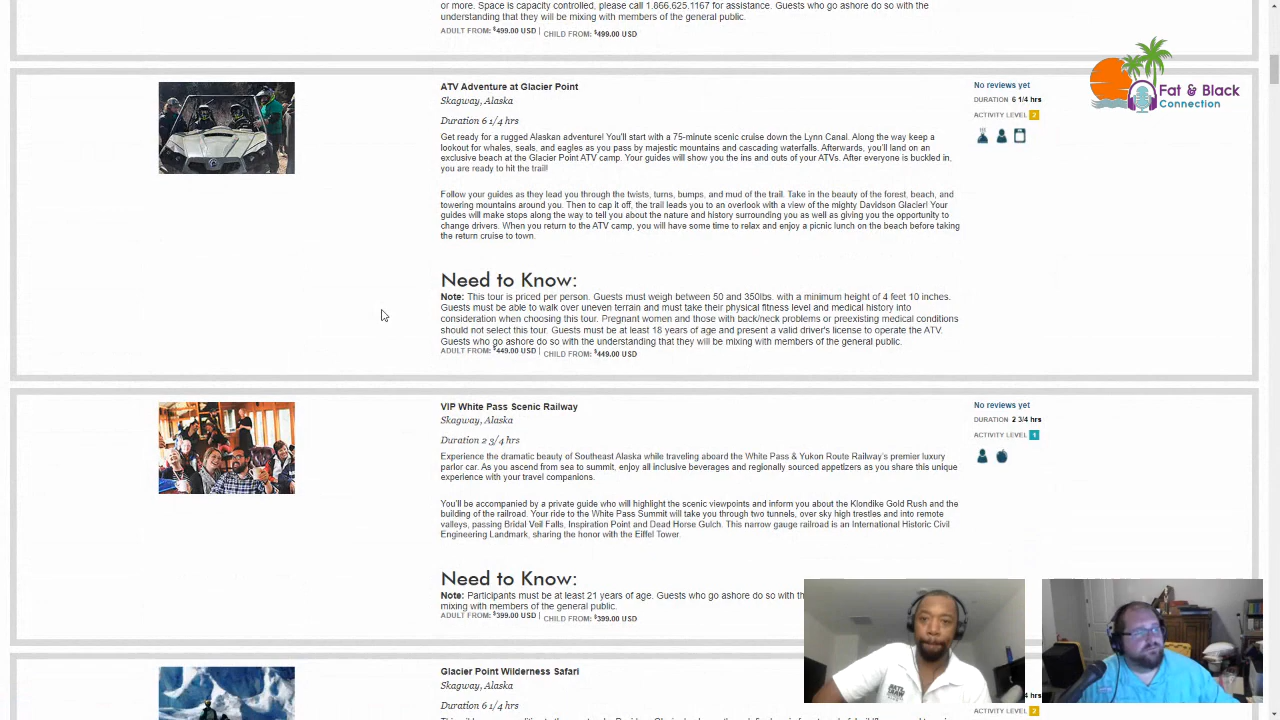 or more. Space is capacity controlled, please call 1.866.625.1167 for assistance. Guests who go ashore do so with the
understanding that they will be mixing with members of the general public.
ADULT FROM: $499.00 USD | CHILD FROM: $499.00 USD
Fat & Black
Connection
ATV Adventure at Glacier Point
Skagway, Alaska
Duration 6 1/4 hrs
Get ready for a rugged Alaskan adventure! You'll start with a 75-minute scenic cruise down the Lynn Canal. Along the way keep a
lookout for whales, seals, and eagles as you pass by majestic mountains and cascading waterfalls. Afterwards, you'll land on an
exclusive beach at the Glacier Point ATV camp. Your guides will show you the ins and outs of your ATVs. After everyone is buckled in,
you are ready to hit the trail!
Follow your guides as they lead you through the twists, turns, bumps, and mud of the trail. Take in the beauty of the forest, beach, and
towering mountains around you. Then to cap it off, the trail leads you to an overlook with a view of the mighty Davidson Glacier! Your
guides will make stops along the way to tell you about the nature and history surrounding you as well as giving you the opportunity to
change drivers. When you return to the ATV camp, you will have some time to relax and enjoy a picnic lunch on the beach before taking
the return cruise to town.
Need to Know:
Note: This tour is priced per person. Guests must weigh between 50 and 350lbs. with a minimum height of 4 feet 10 inches.
Guests must be able to walk over uneven terrain and must take their physical fitness level and medical history into
consideration when choosing this tour. Pregnant women and those with back/neck problems or preexisting medical conditions
should not select this tour. Guests must be at least 18 years of age and present a valid driver's license to operate the ATV.
Guests who go ashore do so with the understanding that they will be mixing with members of the general public.
ADULT FROM: $449.00 USD | CHILD FROM: $449.00 USD
No reviews yet
DURATION 6 1/4 hrs
ACTIVITY LEVEL 2
VIP White Pass Scenic Railway
Skagway, Alaska
Duration 2 3/4 hrs
Experience the dramatic beauty of Southeast Alaska while traveling aboard the White Pass & Yukon Route Railway's premier luxury
parlor car. As you ascend from sea to summit, enjoy all inclusive beverages and regionally sourced appetizers as you share this unique
experience with your travel companions.
You'll be accompanied by a private guide who will highlight the scenic viewpoints and inform you about the Klondike Gold Rush and the
building of the railroad. Your ride to the White Pass Summit will take you through two tunnels, over sky high trestles and into remote
valleys, passing Bridal Veil Falls, Inspiration Point and Dead Horse Gulch. This narrow gauge railroad is an International Historic Civil
Engineering Landmark, sharing the honor with the Eiffel Tower.
Need to Know:
Note: Participants must be at least 21 years of age. Guests who go ashore do so with th
mixing with members of the general public.
ADULT FROM: $399.00 USD | CHILD FROM: $399.00 USD
No reviews yet
DURATION 2 3/4 hrs
ACTIVITY LEVEL 1
Glacier Point Wilderness Safari
Skagway, Alaska
Duration 6 1/4 hrs
/4 hrs
ACTIVITY LEVEL 2